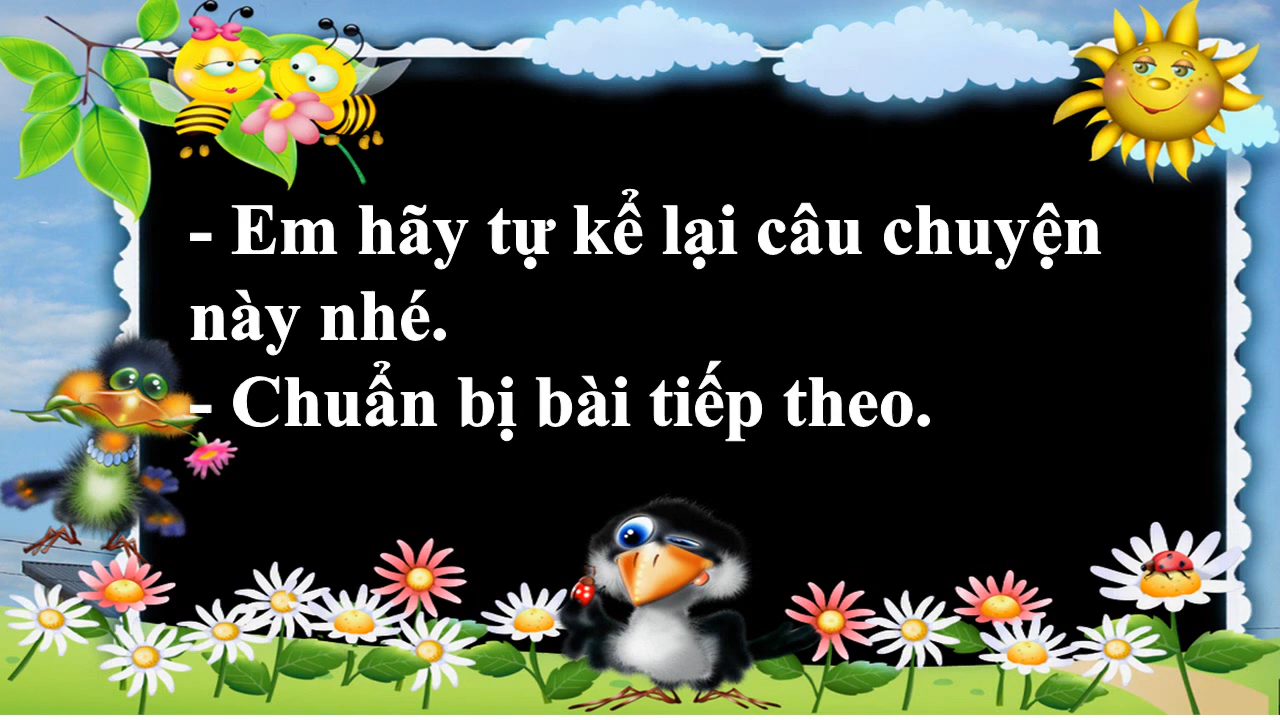 - Em hãy tự kể lại câu chuyện
này nhé.
- Chuẩn bị bài tiếp theo.